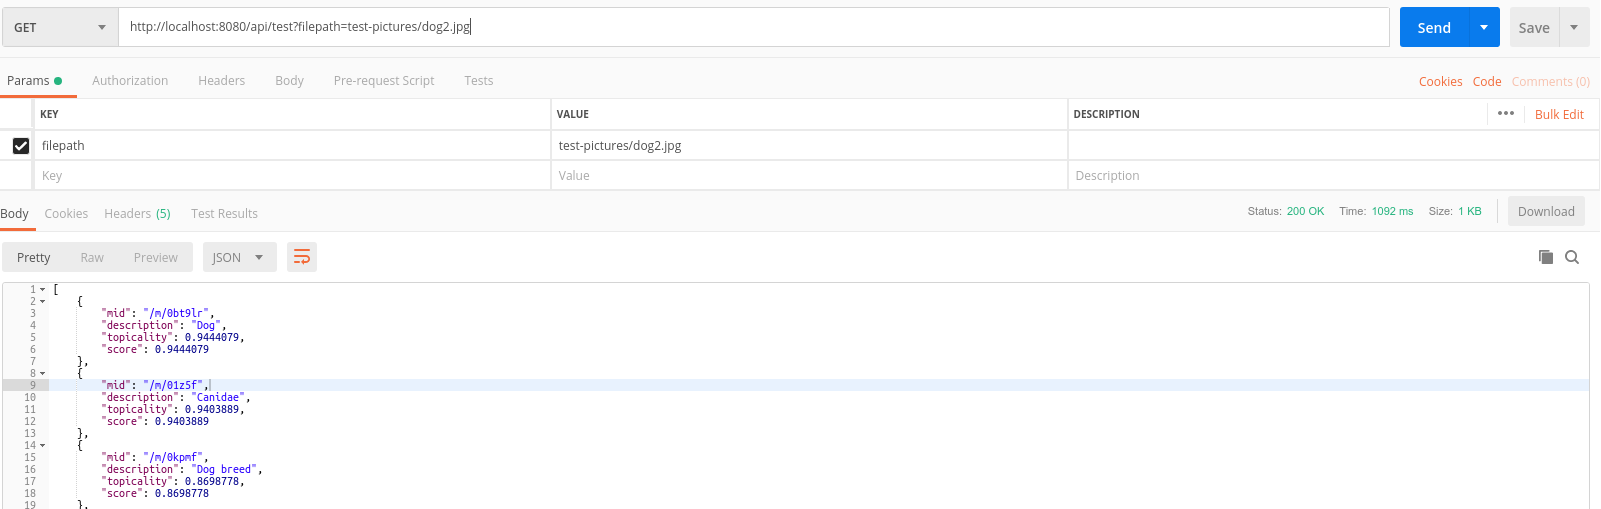 GET http://localhost:8080/api/test?filepath=test-pictures/dog2.jpg Send Save
Params Authorization Headers Body Pre-request Script Tests Cookies Code Comments (0)
KEY VALUE DESCRIPTION ••• Bulk Edit
filepath test-pictures/dog2.jpg
Key Value Description
Body Cookies Headers (5) Test Results Status: 200 OK Time: 1092 ms Size: 1 KB Download
Pretty Raw Preview JSON
1 [
2 {
3 "mid": "/m/0bt9lr",
4 "description": "Dog",
5 "topicality": 0.9444079,
6 "score": 0.9444079
7 },
8 {
9 "mid": "/m/01z5f",
10 "description": "Canidae",
11 "topicality": 0.9403889,
12 "score": 0.9403889
13 },
14 {
15 "mid": "/m/0kpmf",
16 "description": "Dog breed",
17 "topicality": 0.8698778,
18 "score": 0.8698778
19 },